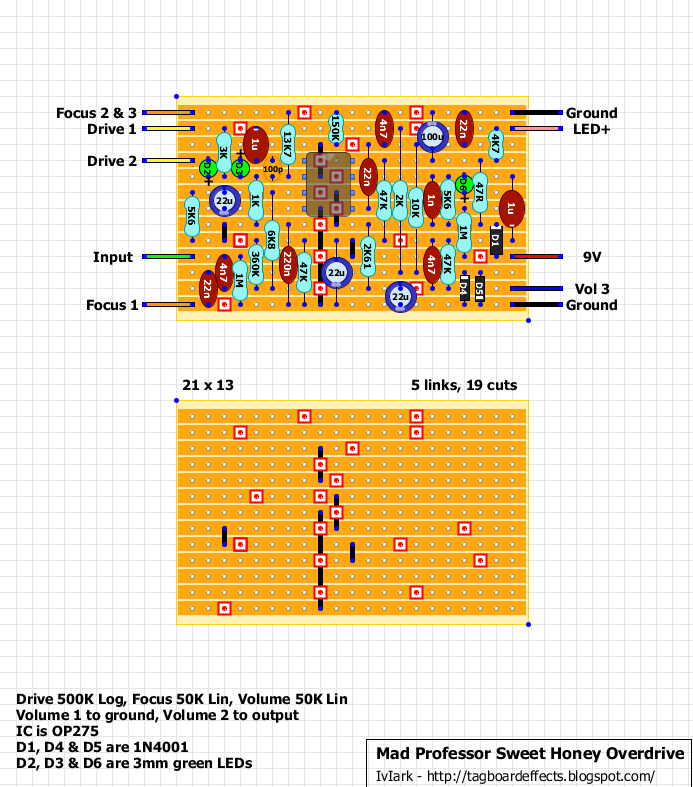 Focus 2 & 3
Drive 1
Drive 2
Input
Focus 1
Ground
LED+
9V
Vol 3
Ground
150K
4n7
22n
100u
3K
1u
13K7
4K7
D2
D3
100p
22n
D6
47R
22u
5K6
1K
47K
2K
10K
1n
5K6
1u
6K8
1M
D1
2K61
360K
220n
47K
22u
4n7
47K
4n7
22n
1M
22u
D4
D5
21 x 13
5 links, 19 cuts
Drive 500K Log, Focus 50K Lin, Volume 50K Lin
Volume 1 to ground, Volume 2 to output
IC is OP275
D1, D4 & D5 are 1N4001
D2, D3 & D6 are 3mm green LEDs
Mad Professor Sweet Honey Overdrive
IvIark - http://tagboardeffects.blogspot.com/